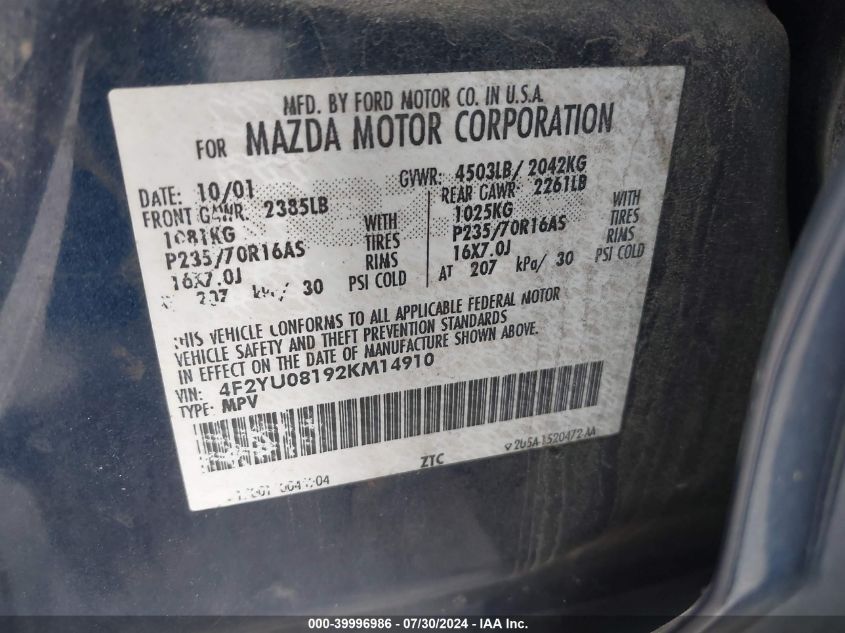 MFD. BY FORD MOTOR CO. IN U.S.A.
FOR MAZDA MOTOR CORPORATION
DATE: 10/01 GVWR: 4503LB/ 2042KG
FRONT GAWR: 2385LB REAR GAWR: 2261LB
1081KG WITH 1025KG WITH
P235/70R16AS TIRES P235/70R16AS TIRES
16X7.0J RIMS 16X7.0J RIMS
207 kPa/ 30 PSI COLD AT 207 kPa/ 30 PSI COLD
THIS VEHICLE CONFORMS TO ALL APPLICABLE FEDERAL MOTOR
VEHICLE SAFETY AND THEFT PREVENTION STANDARDS
IN EFFECT ON THE DATE OF MANUFACTURE SHOWN ABOVE.
VIN: 4F2YU08192KM14910
TYPE: MPV
ZTC
000-39996986 / 07/30/2024 / IAA Inc.